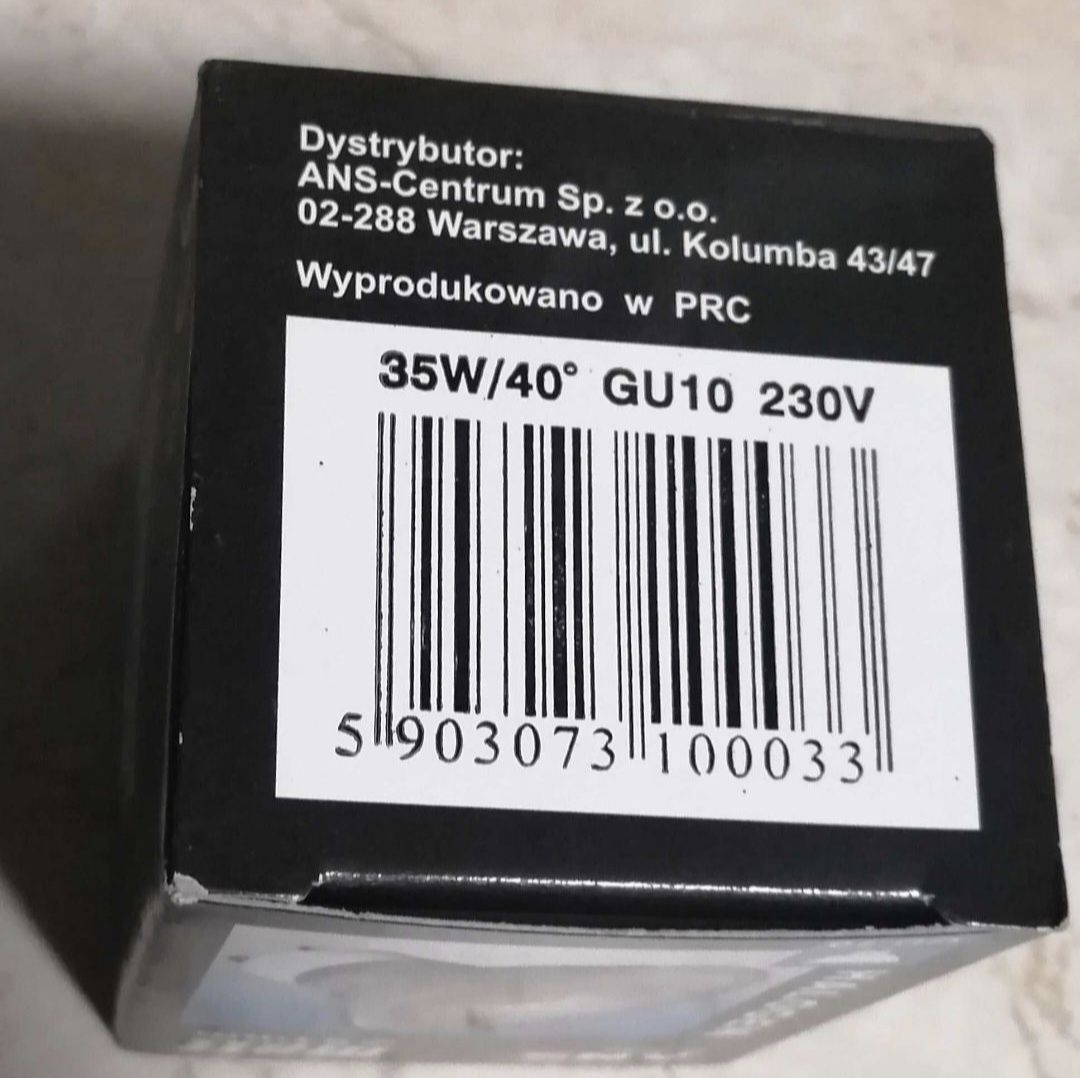 Dystrybutor:
ANS-Centrum Sp. z o.o.
02-288 Warszawa, ul. Kolumba 43/47
Wyprodukowano w PRC
35W/40° GU10 230V
5 903073 100033